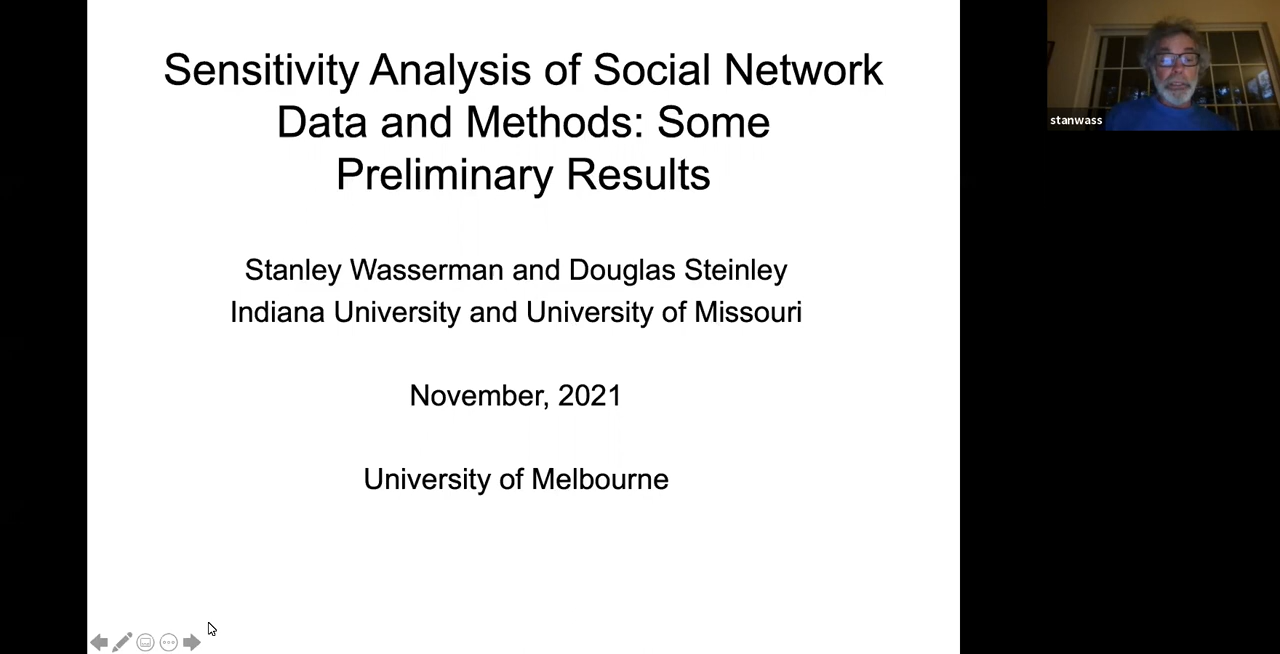 Sensitivity Analysis of Social Network
Data and Methods: Some
Preliminary Results
Stanley Wasserman and Douglas Steinley
Indiana University and University of Missouri
November, 2021
University of Melbourne
stanwass